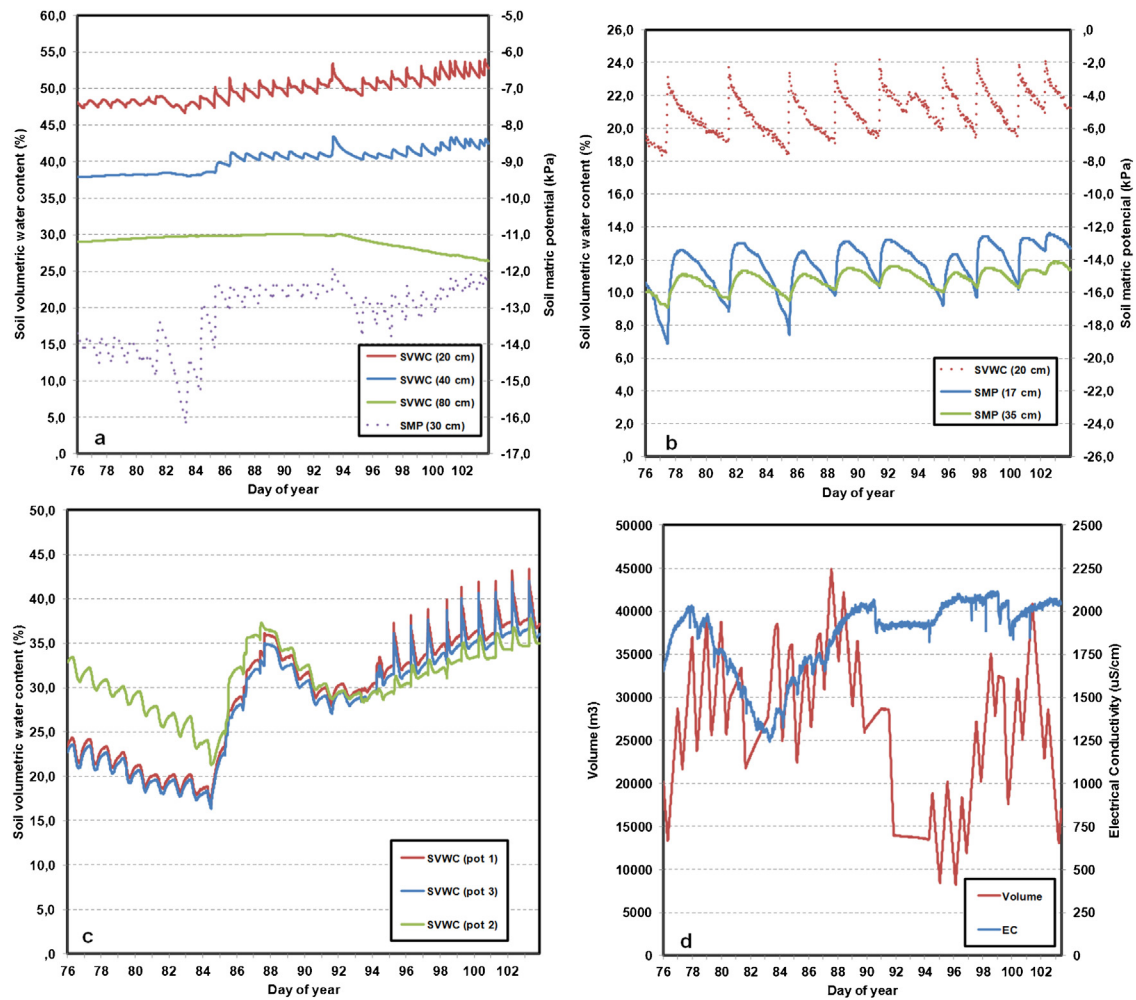 60,0
55,0
50,0
45,0
40,0
35,0
30,0
25,0
20,0
15,0
10,0
5,0
,0
Soil volumetric water content (%)
-5,0
-6,0
-7,0
-8,0
-9,0
-10,0
-11,0
-12,0
-13,0
-14,0
-15,0
-16,0
-17,0
Soil matric potential (kPa)
SVWC (20 cm)
SVWC (40 cm)
SVWC (80 cm)
SMP (30 cm)
a
76 78 80 82 84 86 88 90 92 94 96 98 100 102
Day of year
26,0
24,0
22,0
20,0
18,0
16,0
14,0
12,0
10,0
8,0
6,0
4,0
2,0
,0
Soil volumetric water content (%)
,0
-2,0
-4,0
-6,0
-8,0
-10,0
-12,0
-14,0
-16,0
-18,0
-20,0
-22,0
-24,0
-26,0
Soil matric potencial (kPa)
SVWC (20 cm)
SMP (17 cm)
SMP (35 cm)
b
76 78 80 82 84 86 88 90 92 94 96 98 100 102
Day of year
50,0
45,0
40,0
35,0
30,0
25,0
20,0
15,0
10,0
5,0
,0
Soil volumetric water content (%)
SVWC (pot 1)
SVWC (pot 3)
SVWC (pot 2)
c
76 78 80 82 84 86 88 90 92 94 96 98 100 102
Day of year
50000
45000
40000
35000
30000
25000
20000
15000
10000
5000
0
Volume (m3)
2500
2250
2000
1750
1500
1250
1000
750
500
250
0
Electrical Conductivity (uS/cm)
Volume
EC
d
76 78 80 82 84 86 88 90 92 94 96 98 100 102
Day of year